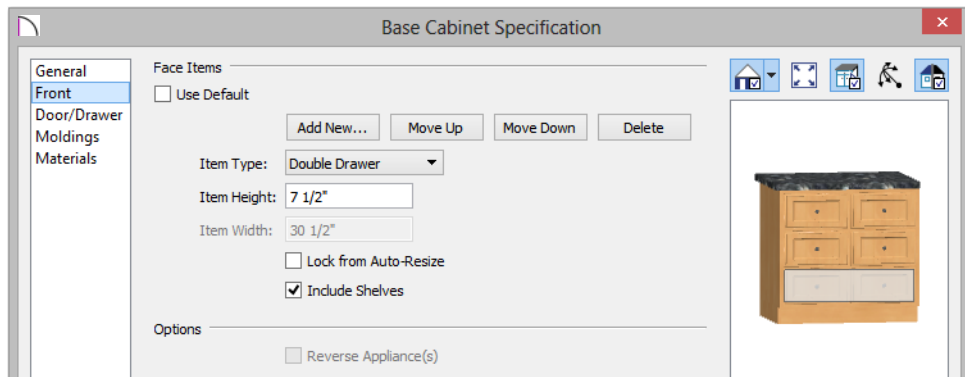 Base Cabinet Specification
General
Front
Door/Drawer
Moldings
Materials
Face Items
Use Default
Add New... Move Up Move Down Delete
Item Type: Double Drawer
Item Height: 7 1/2"
Item Width: 30 1/2"
Lock from Auto-Resize
Include Shelves
Options
Reverse Appliance(s)